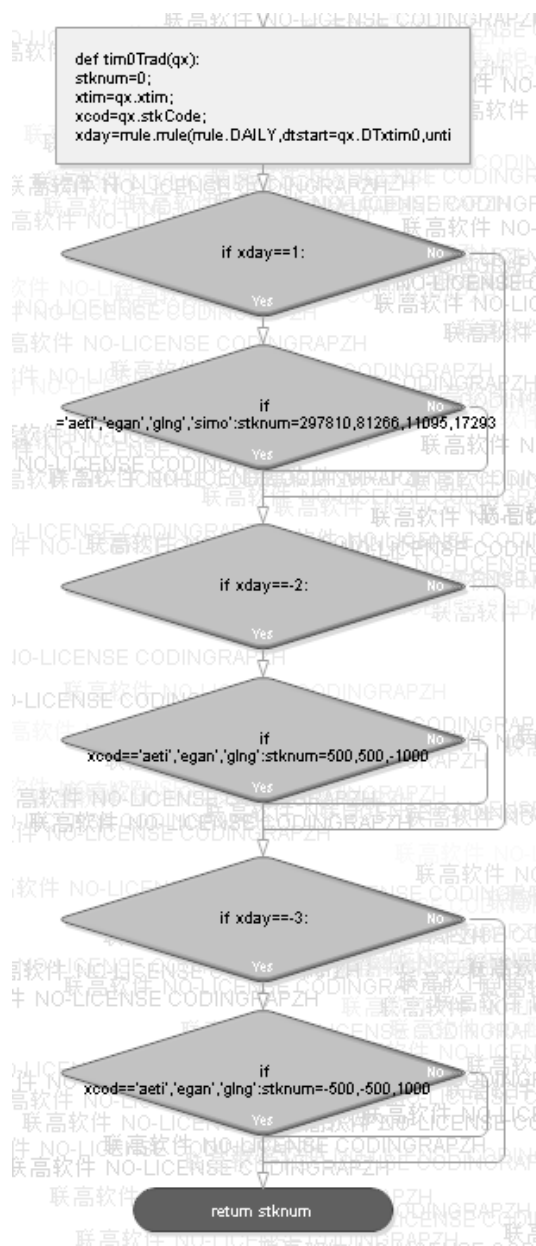 def tim0Trad(qx):
stknum=0;
xtim=qx.xtim;
xcod=qx.stkCode;
xday=rrule.rrule(rrule.DAILY,dtstart=qx.DTxtim0,unti
if xday==1:
No
Yes
if
='aeti','egan','glng','simo':stknum=297810,81266,11095,17293
No
Yes
if xday==-2:
No
Yes
if
xcod=='aeti','egan','glng':stknum=500,500,-1000
No
Yes
if xday==-3:
No
Yes
if
xcod=='aeti','egan','glng':stknum=-500,-500,1000
No
Yes
return stknum
联高软件 NO-LICENSE CODINGRAPZH